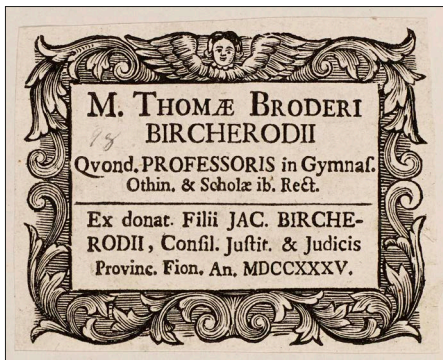 M. THOMÆ BRODERI
BIRCHERODII
98
Qvond. PROFESSORIS in Gymnaſ.
Othin. & Scholæ ib. Rect.
Ex donat. Filii JAC. BIRCHE-
RODII, Conſil. Juſtit. & Judicis
Provinc. Fion. An. MDCCXXXV.